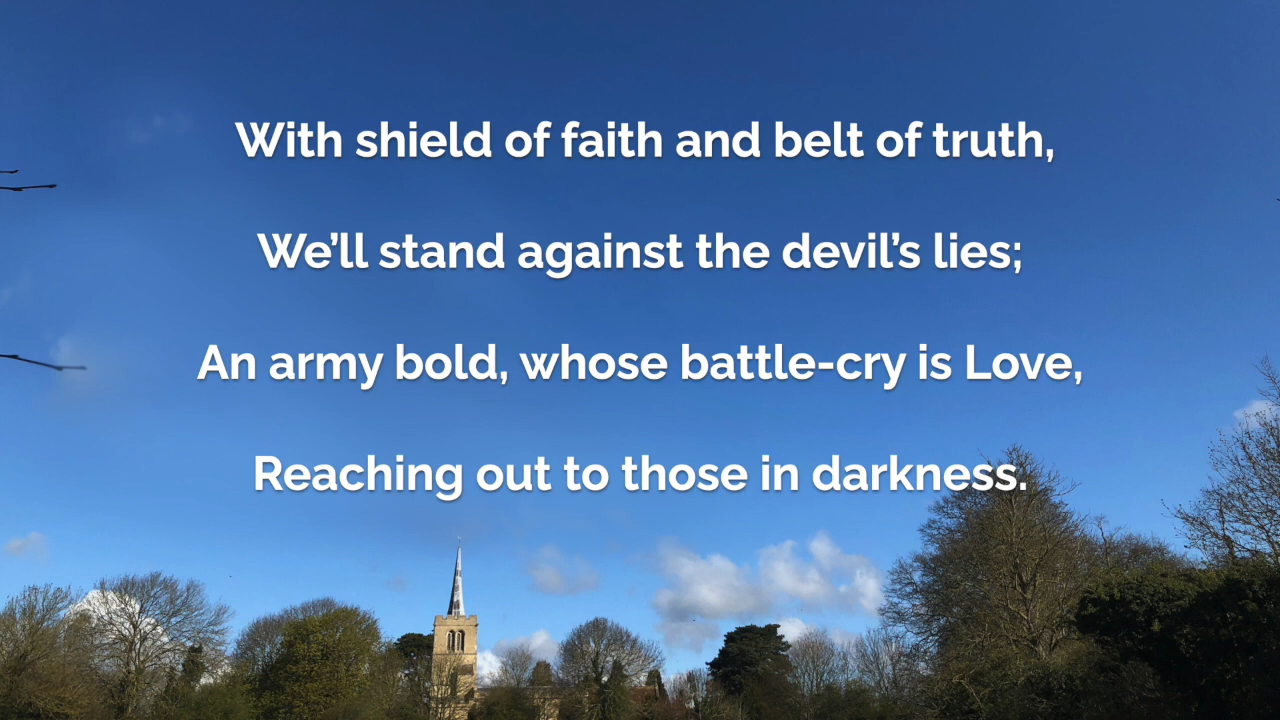 With shield of faith and belt of truth,
We’ll stand against the devil’s lies;
An army bold, whose battle-cry is Love,
Reaching out to those in darkness.